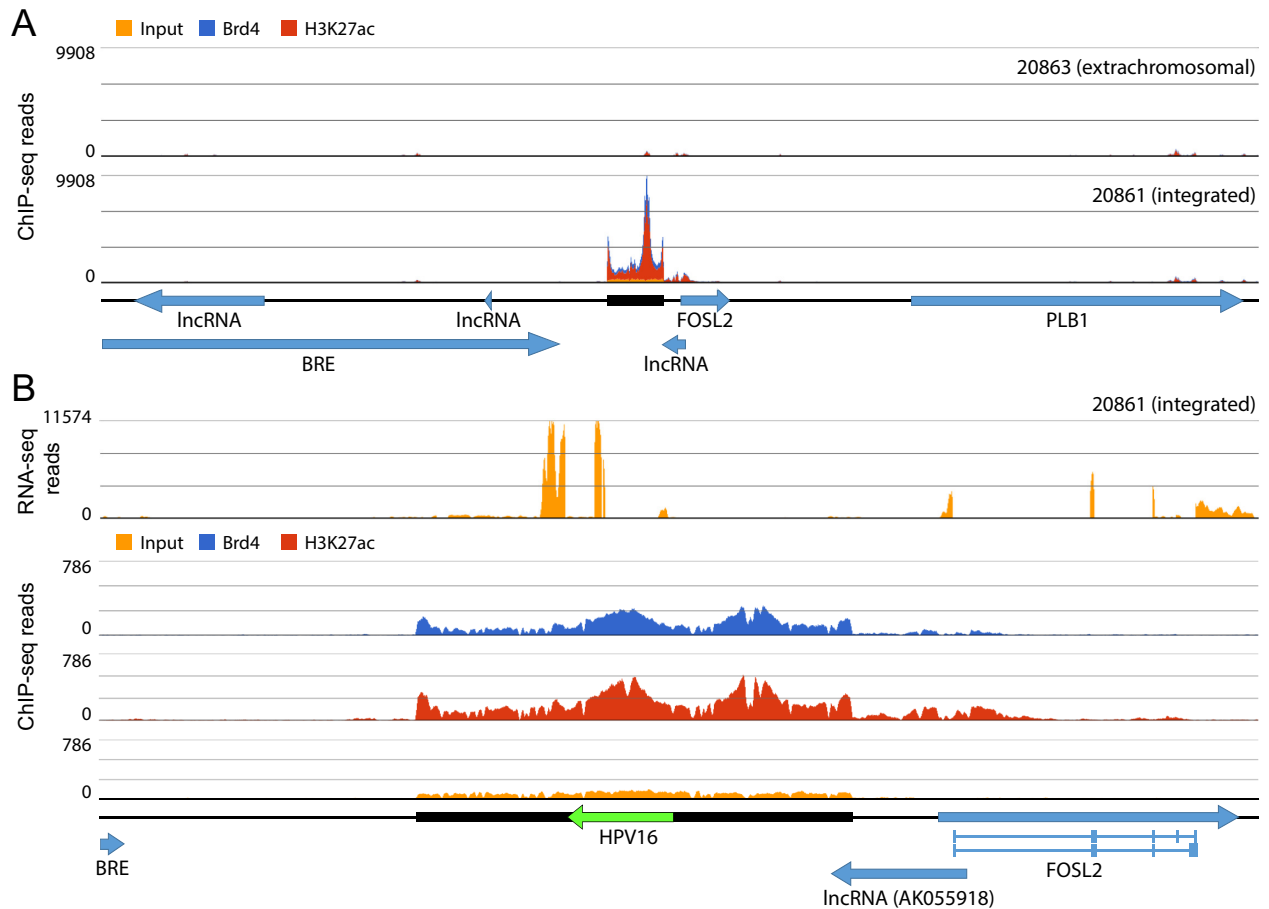 A
Input Brd4 H3K27ac
9908
20863 (extrachromosomal)
0
9908
20861 (integrated)
0
ChIP-seq reads
lncRNA lncRNA FOSL2 PLB1
BRE lncRNA
B
20861 (integrated)
11574
RNA-seq
reads
0
Input Brd4 H3K27ac
786
0
786
0
786
0
ChIP-seq reads
HPV16
BRE FOSL2
lncRNA (AK055918)